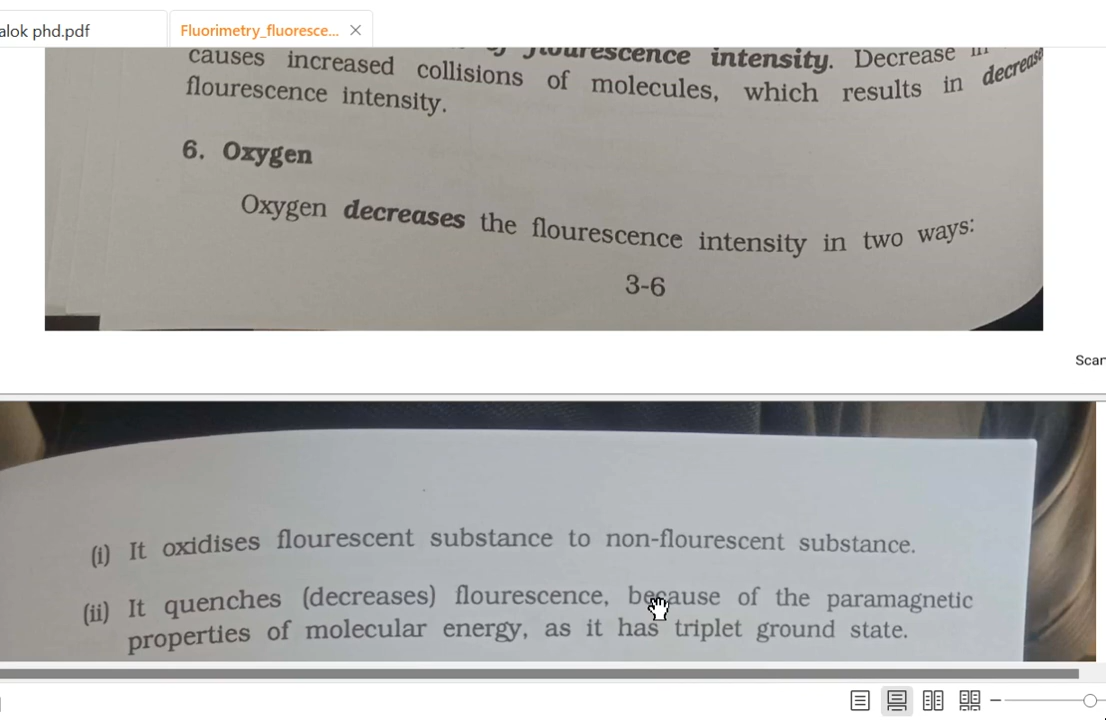 alok phd.pdf
Fluorimetry_fluoresce...
flourescence intensity. Decrease in
causes increased collisions of molecules, which results in decrease
flourescence intensity.
6. Oxygen
Oxygen decreases the flourescence intensity in two ways:
3-6
Scan
(i) It oxidises flourescent substance to non-flourescent substance.
(ii) It quenches (decreases) flourescence, because of the paramagnetic
properties of molecular energy, as it has triplet ground state.